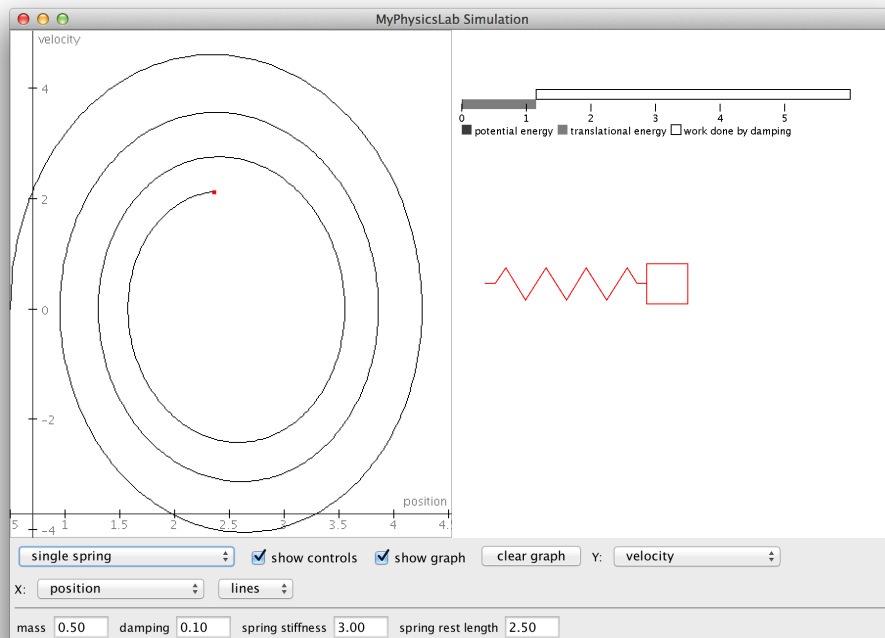 MyPhysicsLab Simulation
velocity
4
2
0
-2
-4
position
5 1 1.5 2 2.5 3 3.5 4 4.5
0 1 2 3 4 5
potential energy translational energy work done by damping
single spring show controls show graph clear graph Y: velocity
X: position lines
mass 0.50 damping 0.10 spring stiffness 3.00 spring rest length 2.50